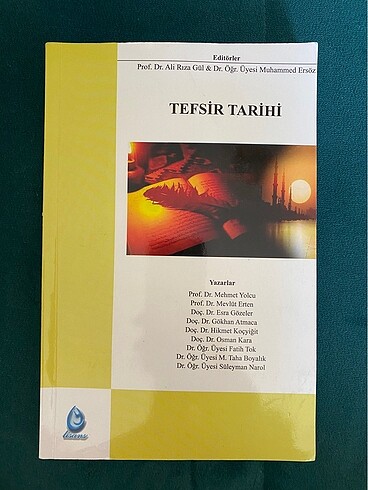 Editörler
Prof. Dr. Ali Rıza Gül & Dr. Öğr. Üyesi Muhammed Ersöz
TEFSİR TARİHİ
Yazarlar
Prof. Dr. Mehmet Yolcu
Prof. Dr. Mevlüt Erten
Doç. Dr. Esra Gözeler
Doç. Dr. Gökhan Atmaca
Doç. Dr. Hikmet Koçyiğit
Doç. Dr. Osman Kara
Dr. Öğr. Üyesi Fatih Tok
Dr. Öğr. Üyesi M. Taha Boyalık
Dr. Öğr. Üyesi Süleyman Narol
lisans